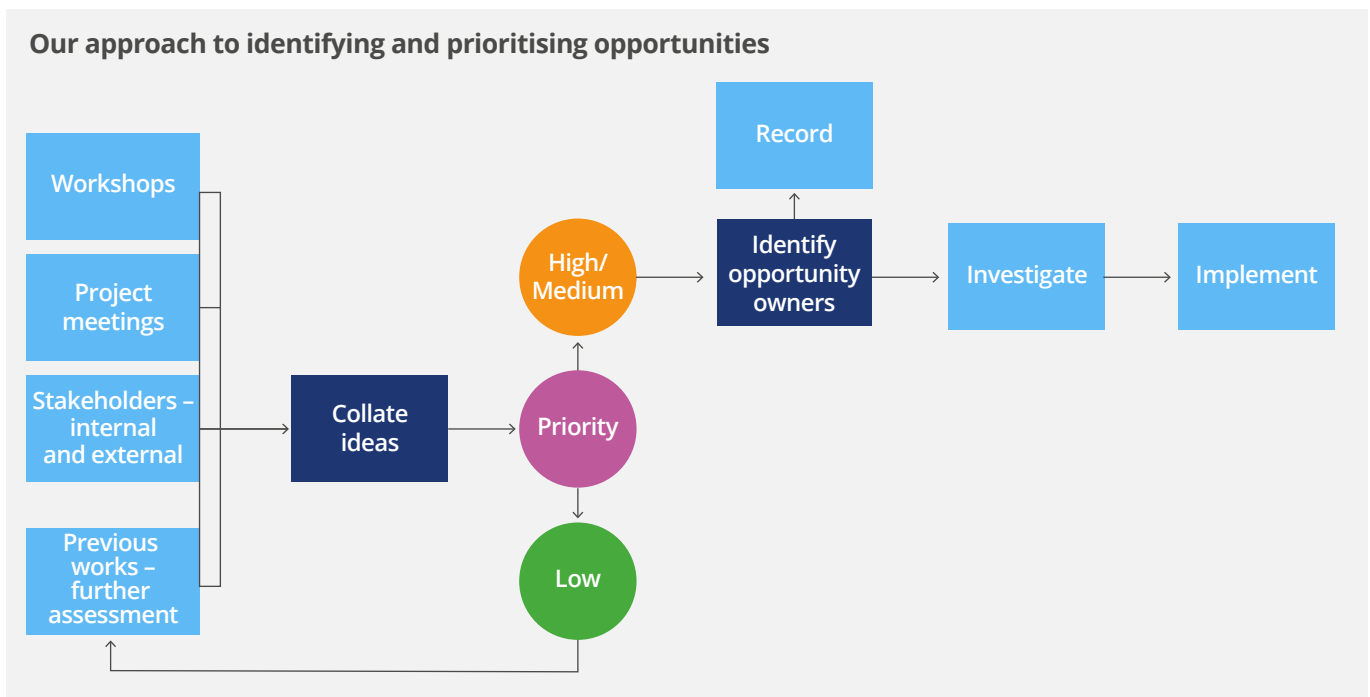 Our approach to identifying and prioritising opportunities
Workshops
Project
meetings
Stakeholders –
internal
and external
Previous
works –
further
assessment
Collate
ideas
Priority
High/
Medium
Low
Record
Identify
opportunity
owners
Investigate
Implement